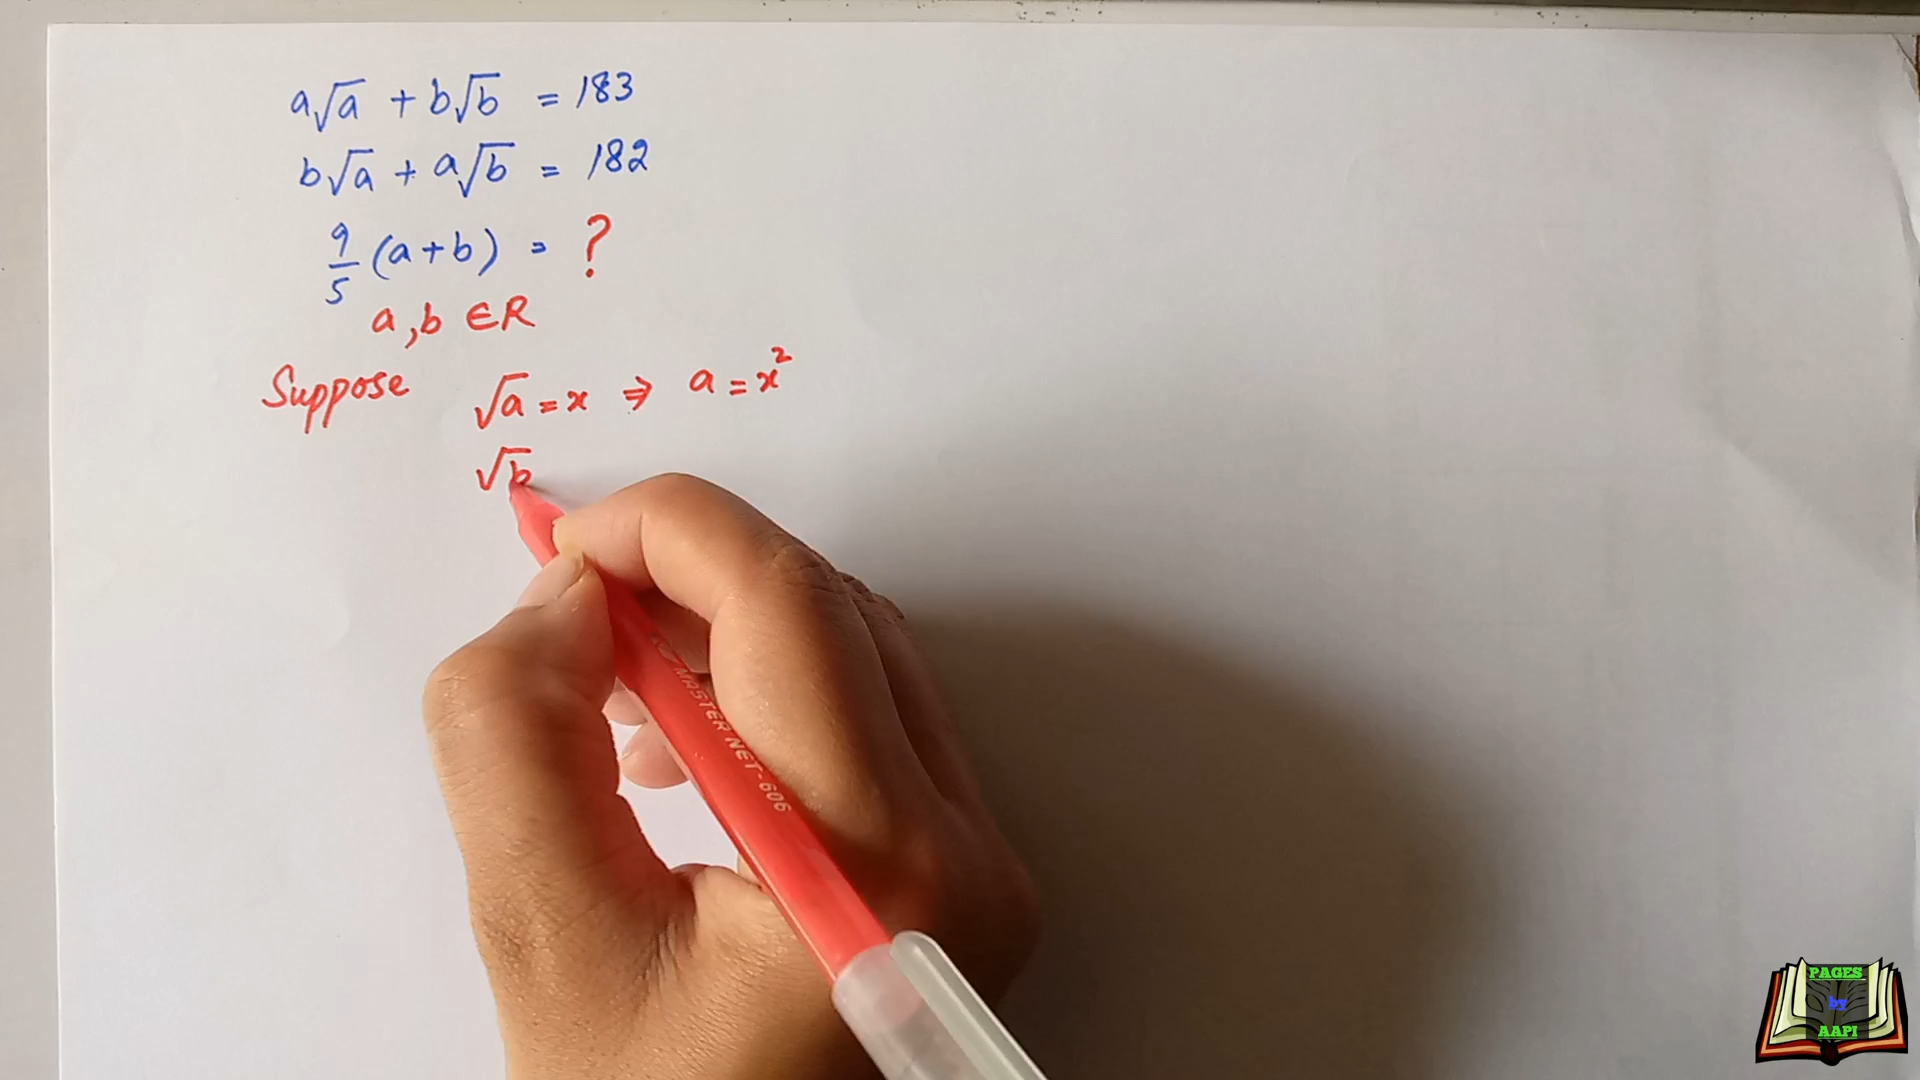 a√a + b√b = 183
b√a + a√b = 182
9/5 (a+b) = ?
a,b ∈R
Suppose √a = x ⇒ a = x²
√b
MASTER NET-606
PAGES
by
AAPI